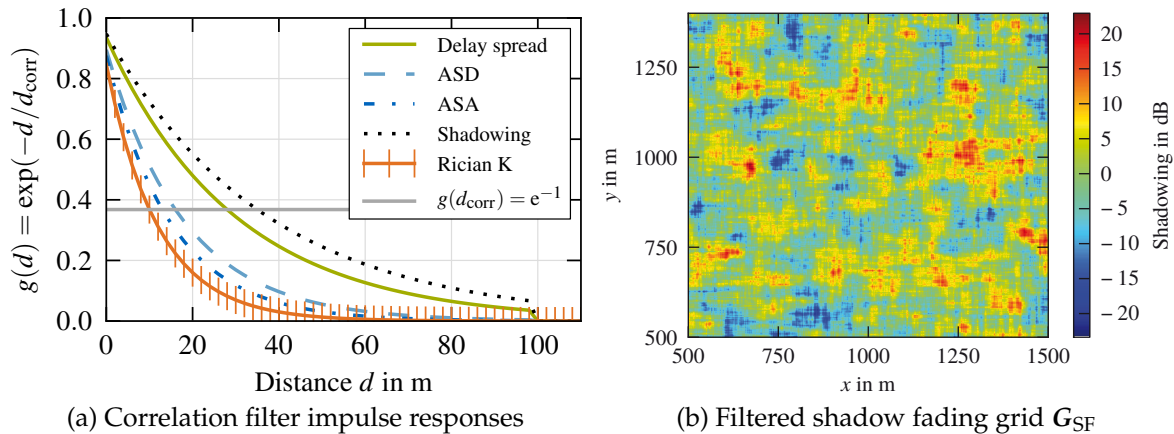 g(d) = exp(−d/d_corr)
1.0
0.8
0.6
0.4
0.2
0.0
0 20 40 60 80 100
Distance d in m
Delay spread
ASD
ASA
Shadowing
Rician K
g(d_corr) = e⁻¹
(a) Correlation filter impulse responses
y in m
1250
1000
750
500
500 750 1000 1250 1500
x in m
20
15
10
5
0
−5
−10
−15
−20
Shadowing in dB
(b) Filtered shadow fading grid G_SF